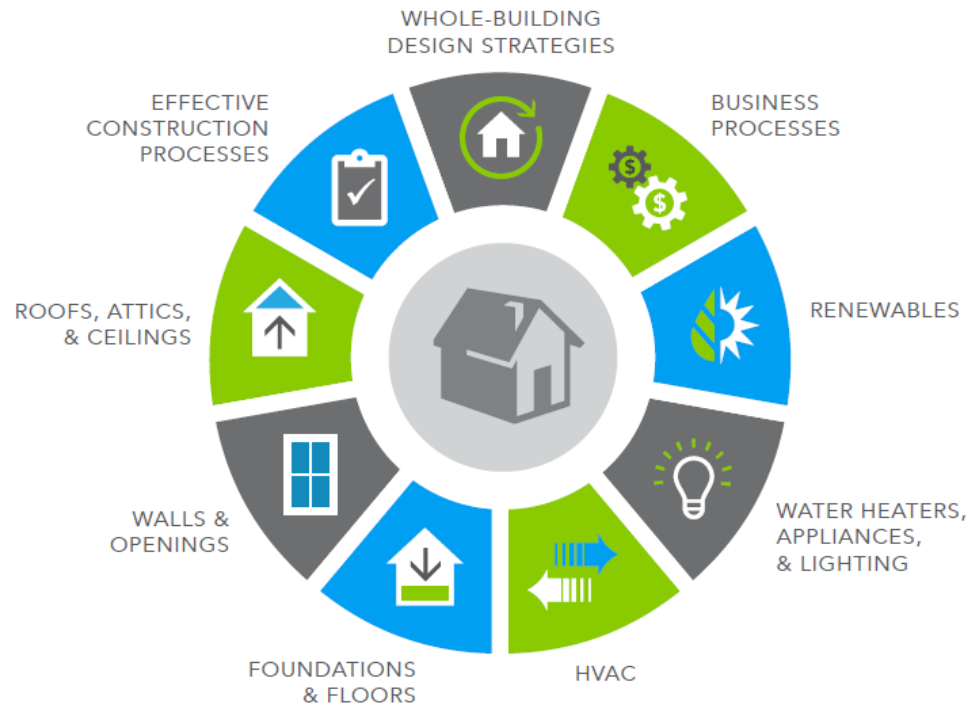 WHOLE-BUILDING
DESIGN STRATEGIES
BUSINESS
PROCESSES
$
$
RENEWABLES
WATER HEATERS,
APPLIANCES,
& LIGHTING
HVAC
FOUNDATIONS
& FLOORS
WALLS &
OPENINGS
ROOFS, ATTICS,
& CEILINGS
EFFECTIVE
CONSTRUCTION
PROCESSES